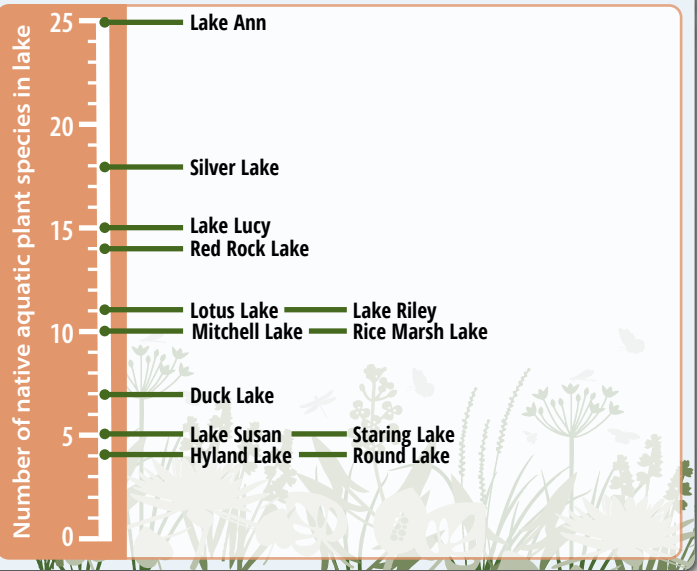 Number of native aquatic plant species in lake
25
Lake Ann
20
Silver Lake
15
Lake Lucy
Red Rock Lake
Lotus Lake Lake Riley
10
Mitchell Lake Rice Marsh Lake
Duck Lake
5
Lake Susan Staring Lake
Hyland Lake Round Lake
0